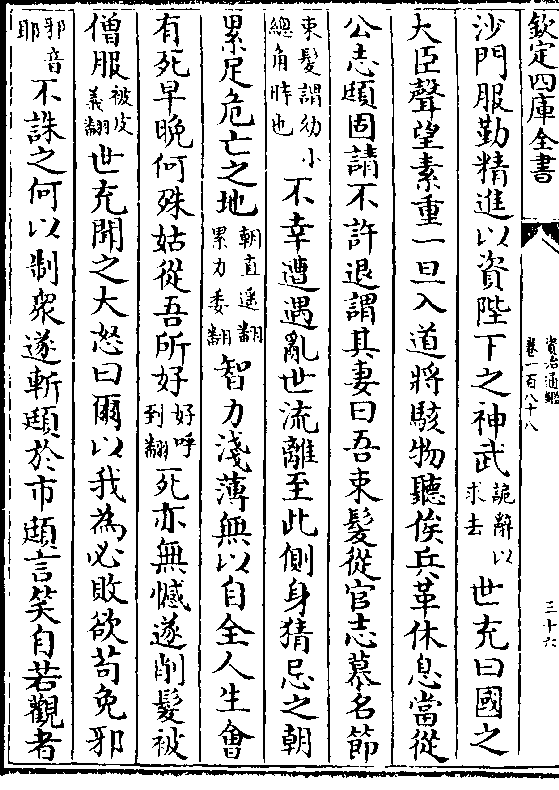 欽定四庫全書
資治通鑑
卷一百八十八
三十六
沙門服勤精進以資陛下之神武詭辭以求去世充曰國之
大臣聲望素重一旦入道將駭物聽俟兵革休息當從
公志頲固請不許退謂其妻曰吾束髮從官志慕名節
束髮謂幼小總角時也不幸遭遇亂世流離至此側身猜忌之朝
累足危亡之地朝直遥翻累力委翻智力淺薄無以自全人生會
有死早晚何殊姑從吾所好好呼到翻死亦無憾遂削髮被
僧服被皮義翻世充聞之大怒曰爾以我為必敗欲苟免邪
邪音耶不誅之何以制衆遂斬頲於市頲言笑自若觀者